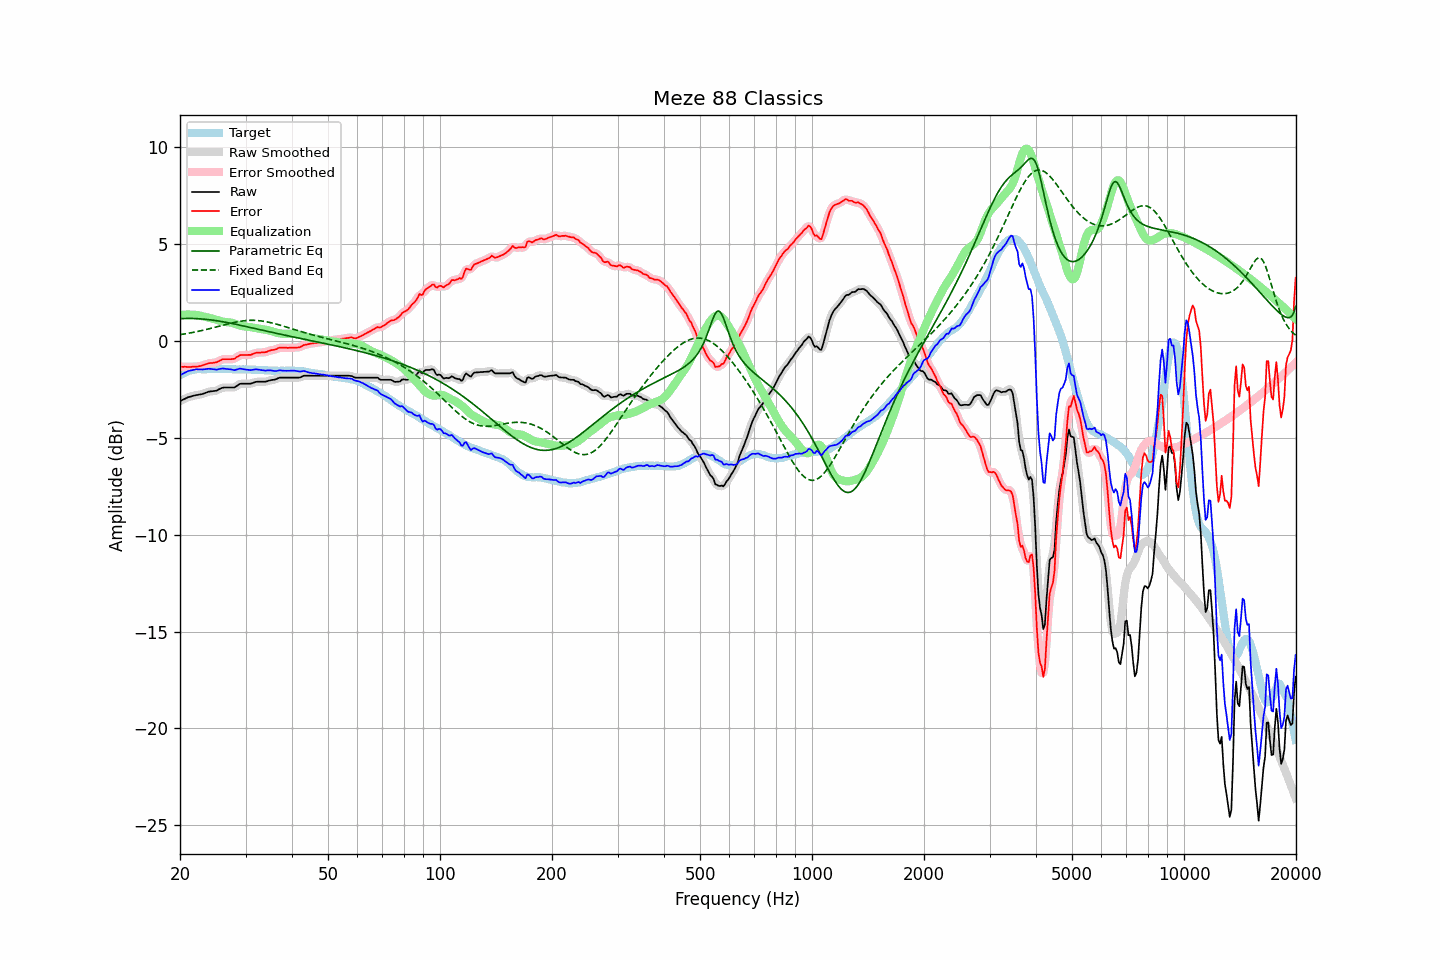 Meze 88 Classics
Target
Raw Smoothed
Error Smoothed
Raw
Error
Equalization
Parametric Eq
Fixed Band Eq
Equalized
Amplitude (dBr)
10
5
0
−5
−10
−15
−20
−25
20
50
100
200
500
1000
2000
5000
10000
20000
Frequency (Hz)